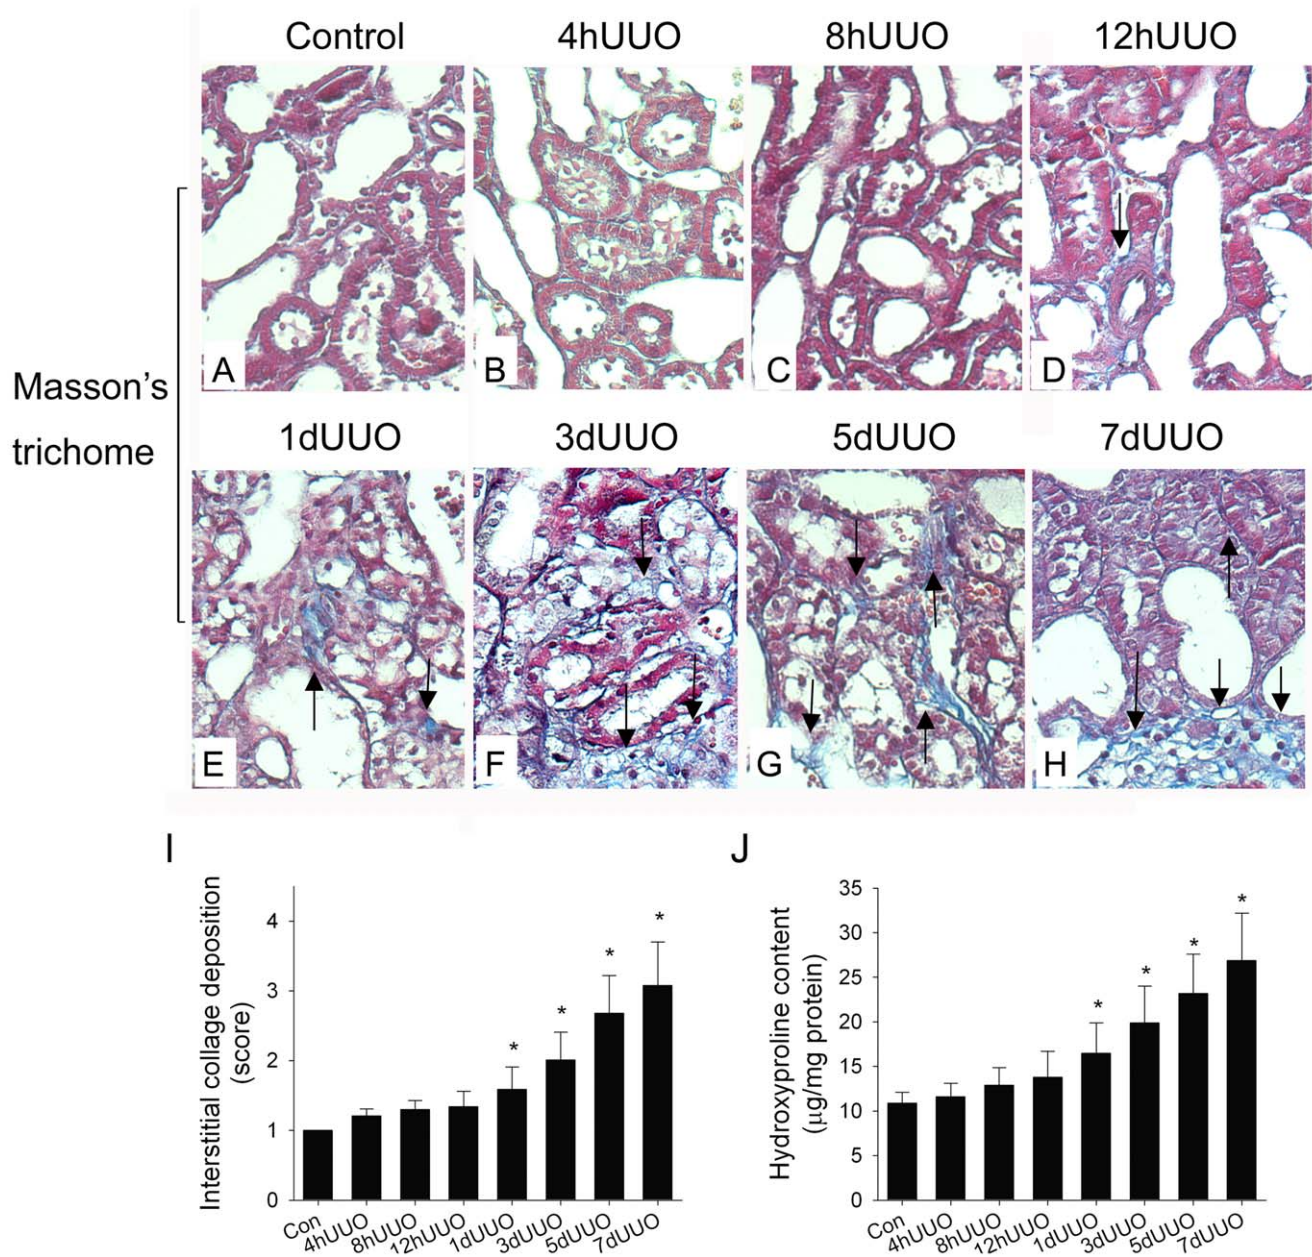 Control 4hUUO 8hUUO 12hUUO
A B C D
Masson's
trichome
1dUUO 3dUUO 5dUUO 7dUUO
E F G H
I
Interstitial collage deposition
(score)
4
3
2
1
0
* * * *
Con 4hUUO 8hUUO 12hUUO 1dUUO 3dUUO 5dUUO 7dUUO
J
Hydroxyproline content
(µg/mg protein)
35
30
25
20
15
10
5
0
* * * *
Con 4hUUO 8hUUO 12hUUO 1dUUO 3dUUO 5dUUO 7dUUO